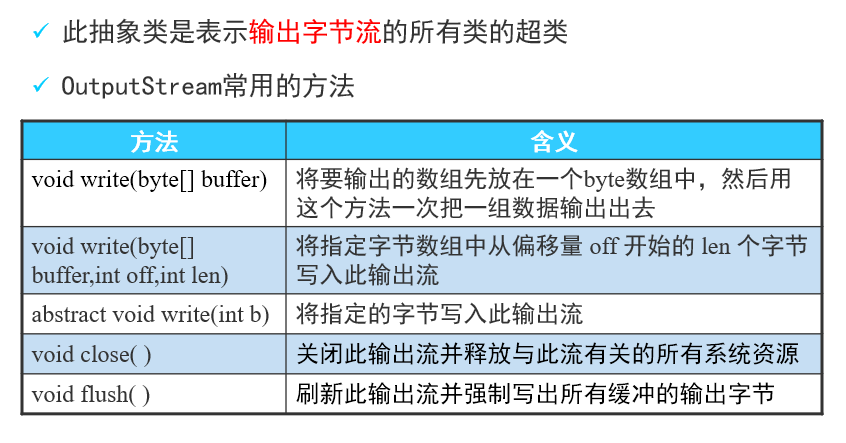 此抽象类是表示输出字节流的所有类的超类
OutputStream常用的方法
方法
含义
void write(byte[] buffer)
将要输出的数组先放在一个byte数组中，然后用
这个方法一次把一组数据输出出去
void write(byte[]
buffer,int off,int len)
将指定字节数组中从偏移量 off 开始的 len 个字节
写入此输出流
abstract void write(int b)
将指定的字节写入此输出流
void close( )
关闭此输出流并释放与此流有关的所有系统资源
void flush( )
刷新此输出流并强制写出所有缓冲的输出字节